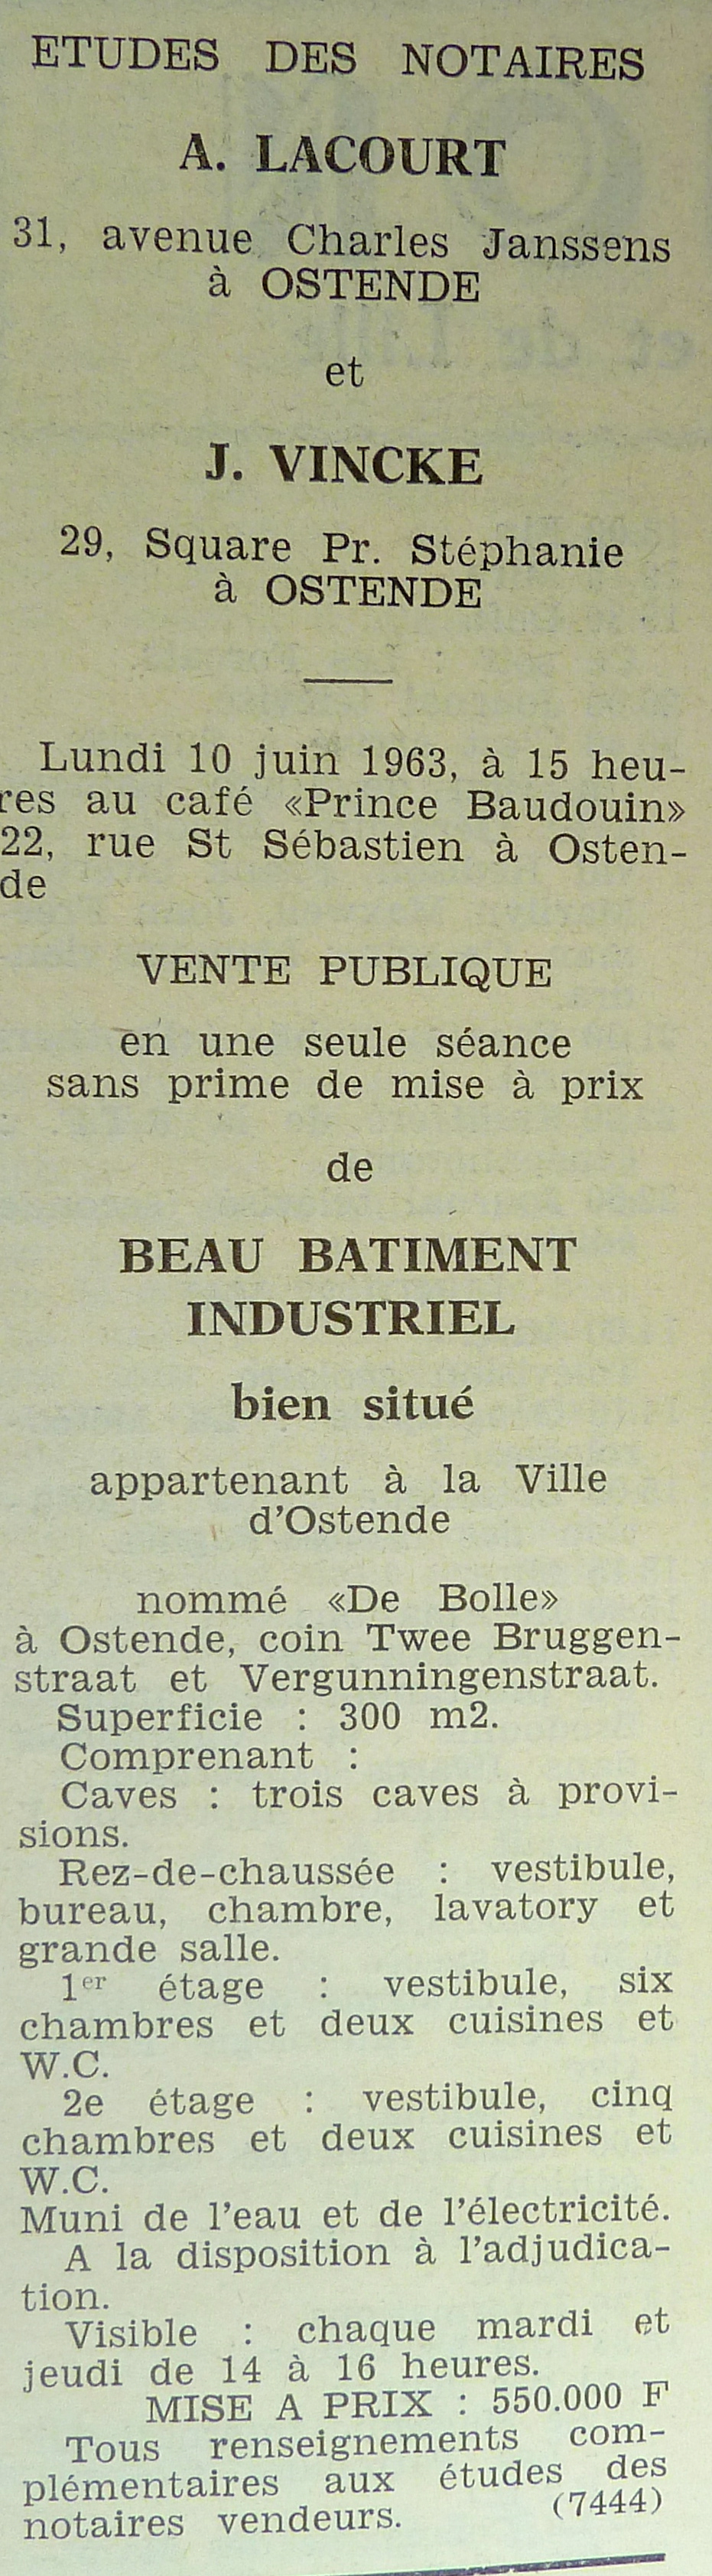 ETUDES DES NOTAIRES
A. LACOURT
31, avenue Charles Janssens
à OSTENDE
et
J. VINCKE
29, Square Pr. Stéphanie
à OSTENDE
Lundi 10 juin 1963, à 15 heu-
res au café «Prince Baudouin»
22, rue St Sébastien à Osten-
de
VENTE PUBLIQUE
en une seule séance
sans prime de mise à prix
de
BEAU BATIMENT
INDUSTRIEL
bien situé
appartenant à la Ville
d'Ostende
nommé «De Bolle»
à Ostende, coin Twee Bruggen-
straat et Vergunningenstraat.
Superficie : 300 m2.
Comprenant :
Caves : trois caves à provi-
sions.
Rez-de-chaussée : vestibule,
bureau, chambre, lavatory et
grande salle.
1er étage : vestibule, six
chambres et deux cuisines et
W.C.
2e étage : vestibule, cinq
chambres et deux cuisines et
W.C.
Muni de l'eau et de l'électricité.
A la disposition à l'adjudica-
tion.
Visible : chaque mardi et
jeudi de 14 à 16 heures.
MISE A PRIX : 550.000 F
Tous renseignements com-
plémentaires aux études des
notaires vendeurs. (7444)